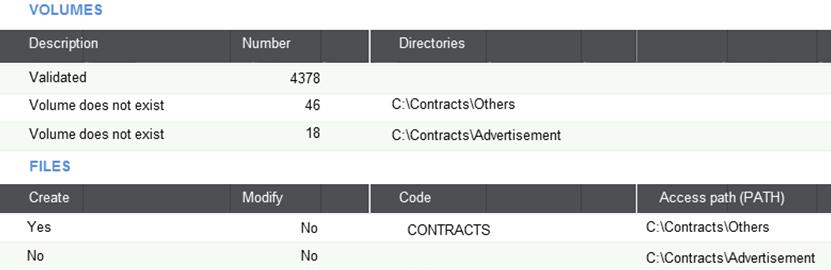 VOLUMES
Description Number Directories
Validated 4378
Volume does not exist 46 C:\Contracts\Others
Volume does not exist 18 C:\Contracts\Advertisement
FILES
Create Modify Code Access path (PATH)
Yes No CONTRACTS C:\Contracts\Others
No No C:\Contracts\Advertisement